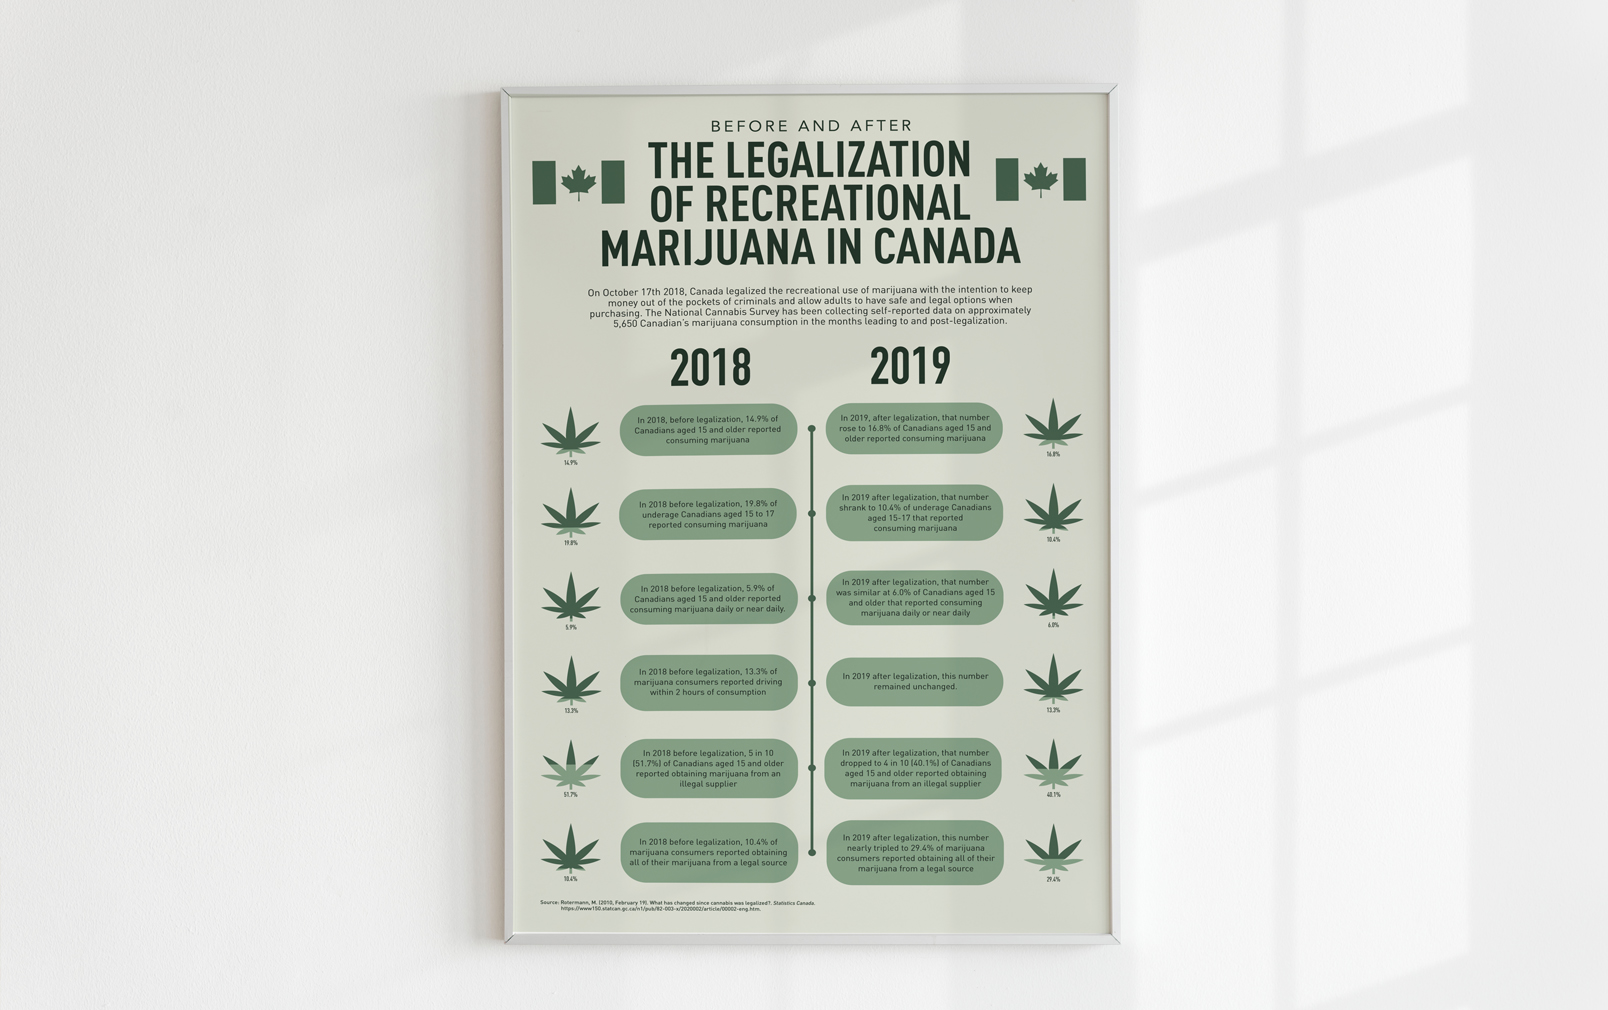 BEFORE AND AFTER
THE LEGALIZATION
OF RECREATIONAL
MARIJUANA IN CANADA
On October 17th 2018, Canada legalized the recreational use of marijuana with the intention to keep
money out of the pockets of criminals and allow adults to have safe and legal options when
purchasing. The National Cannabis Survey has been collecting self-reported data on approximately
5,650 Canadian's marijuana consumption in the months leading to and post-legalization.
2018
2019
In 2018, before legalization, 14.9% of
Canadians aged 15 and older reported
consuming marijuana
14.9%
In 2019, after legalization, that number
rose to 16.8% of Canadians aged 15 and
older reported consuming marijuana
16.8%
In 2018 before legalization, 19.8% of
underage Canadians aged 15 to 17
reported consuming marijuana
19.8%
In 2019 after legalization, that number
shrank to 10.4% of underage Canadians
aged 15-17 that reported
consuming marijuana
10.4%
In 2018 before legalization, 5.9% of
Canadians aged 15 and older reported
consuming marijuana daily or near daily.
5.9%
In 2019 after legalization, that number
was similar at 6.0% of Canadians aged 15
and older that reported consuming
marijuana daily or near daily
6.0%
In 2018 before legalization, 13.3% of
marijuana consumers reported driving
within 2 hours of consumption
13.3%
In 2019 after legalization, this number
remained unchanged.
13.3%
In 2018 before legalization, 5 in 10
(51.7%) of Canadians aged 15 and older
reported obtaining marijuana from an
illegal supplier
51.7%
In 2019 after legalization, that number
dropped to 4 in 10 (40.1%) of Canadians
aged 15 and older reported obtaining
marijuana from an illegal supplier
40.1%
In 2018 before legalization, 10.4% of
marijuana consumers reported obtaining
all of their marijuana from a legal source
10.4%
In 2019 after legalization, this number
nearly tripled to 29.4% of marijuana
consumers reported obtaining all of their
marijuana from a legal source
29.4%
Source: Rotermann, M. (2010, February 19). What has changed since cannabis was legalized?. Statistics Canada.
https://www150.statcan.gc.ca/n1/pub/82-003-x/2020002/article/00002-eng.htm.